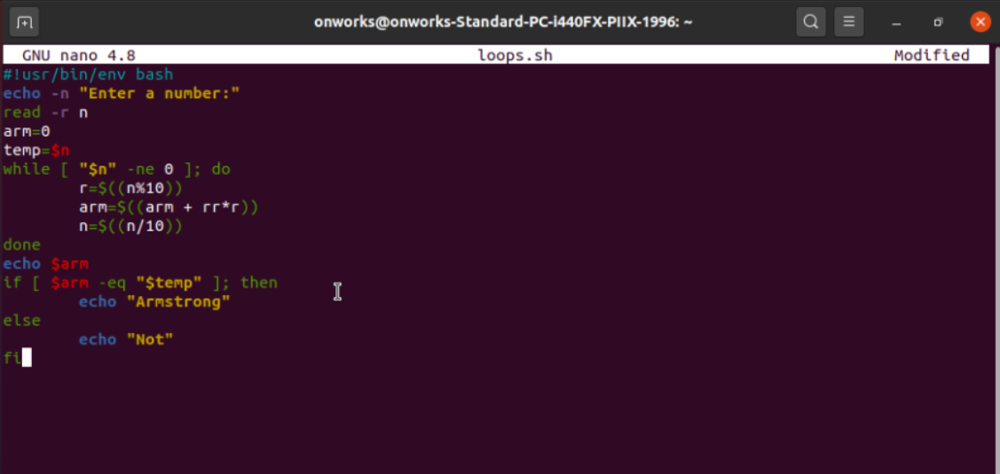 onworks@onworks-Standard-PC-i440FX-PIIX-1996: ~
GNU nano 4.8 loops.sh Modified
#!usr/bin/env bash
echo -n "Enter a number:"
read -r n
arm=0
temp=$n
while [ "$n" -ne 0 ]; do
        r=$((n%10))
        arm=$((arm + rr*r))
        n=$((n/10))
done
echo $arm
if [ $arm -eq "$temp" ]; then
        echo "Armstrong"
else
        echo "Not"
fi